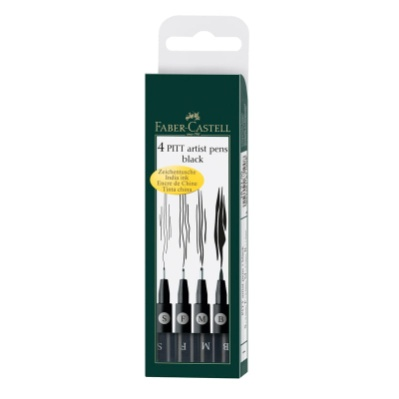 FABER-CASTELL
4 PITT artist pens
black
Zeichentusche
India ink
Encre de Chine
Tinta china
S F M B
S F M B